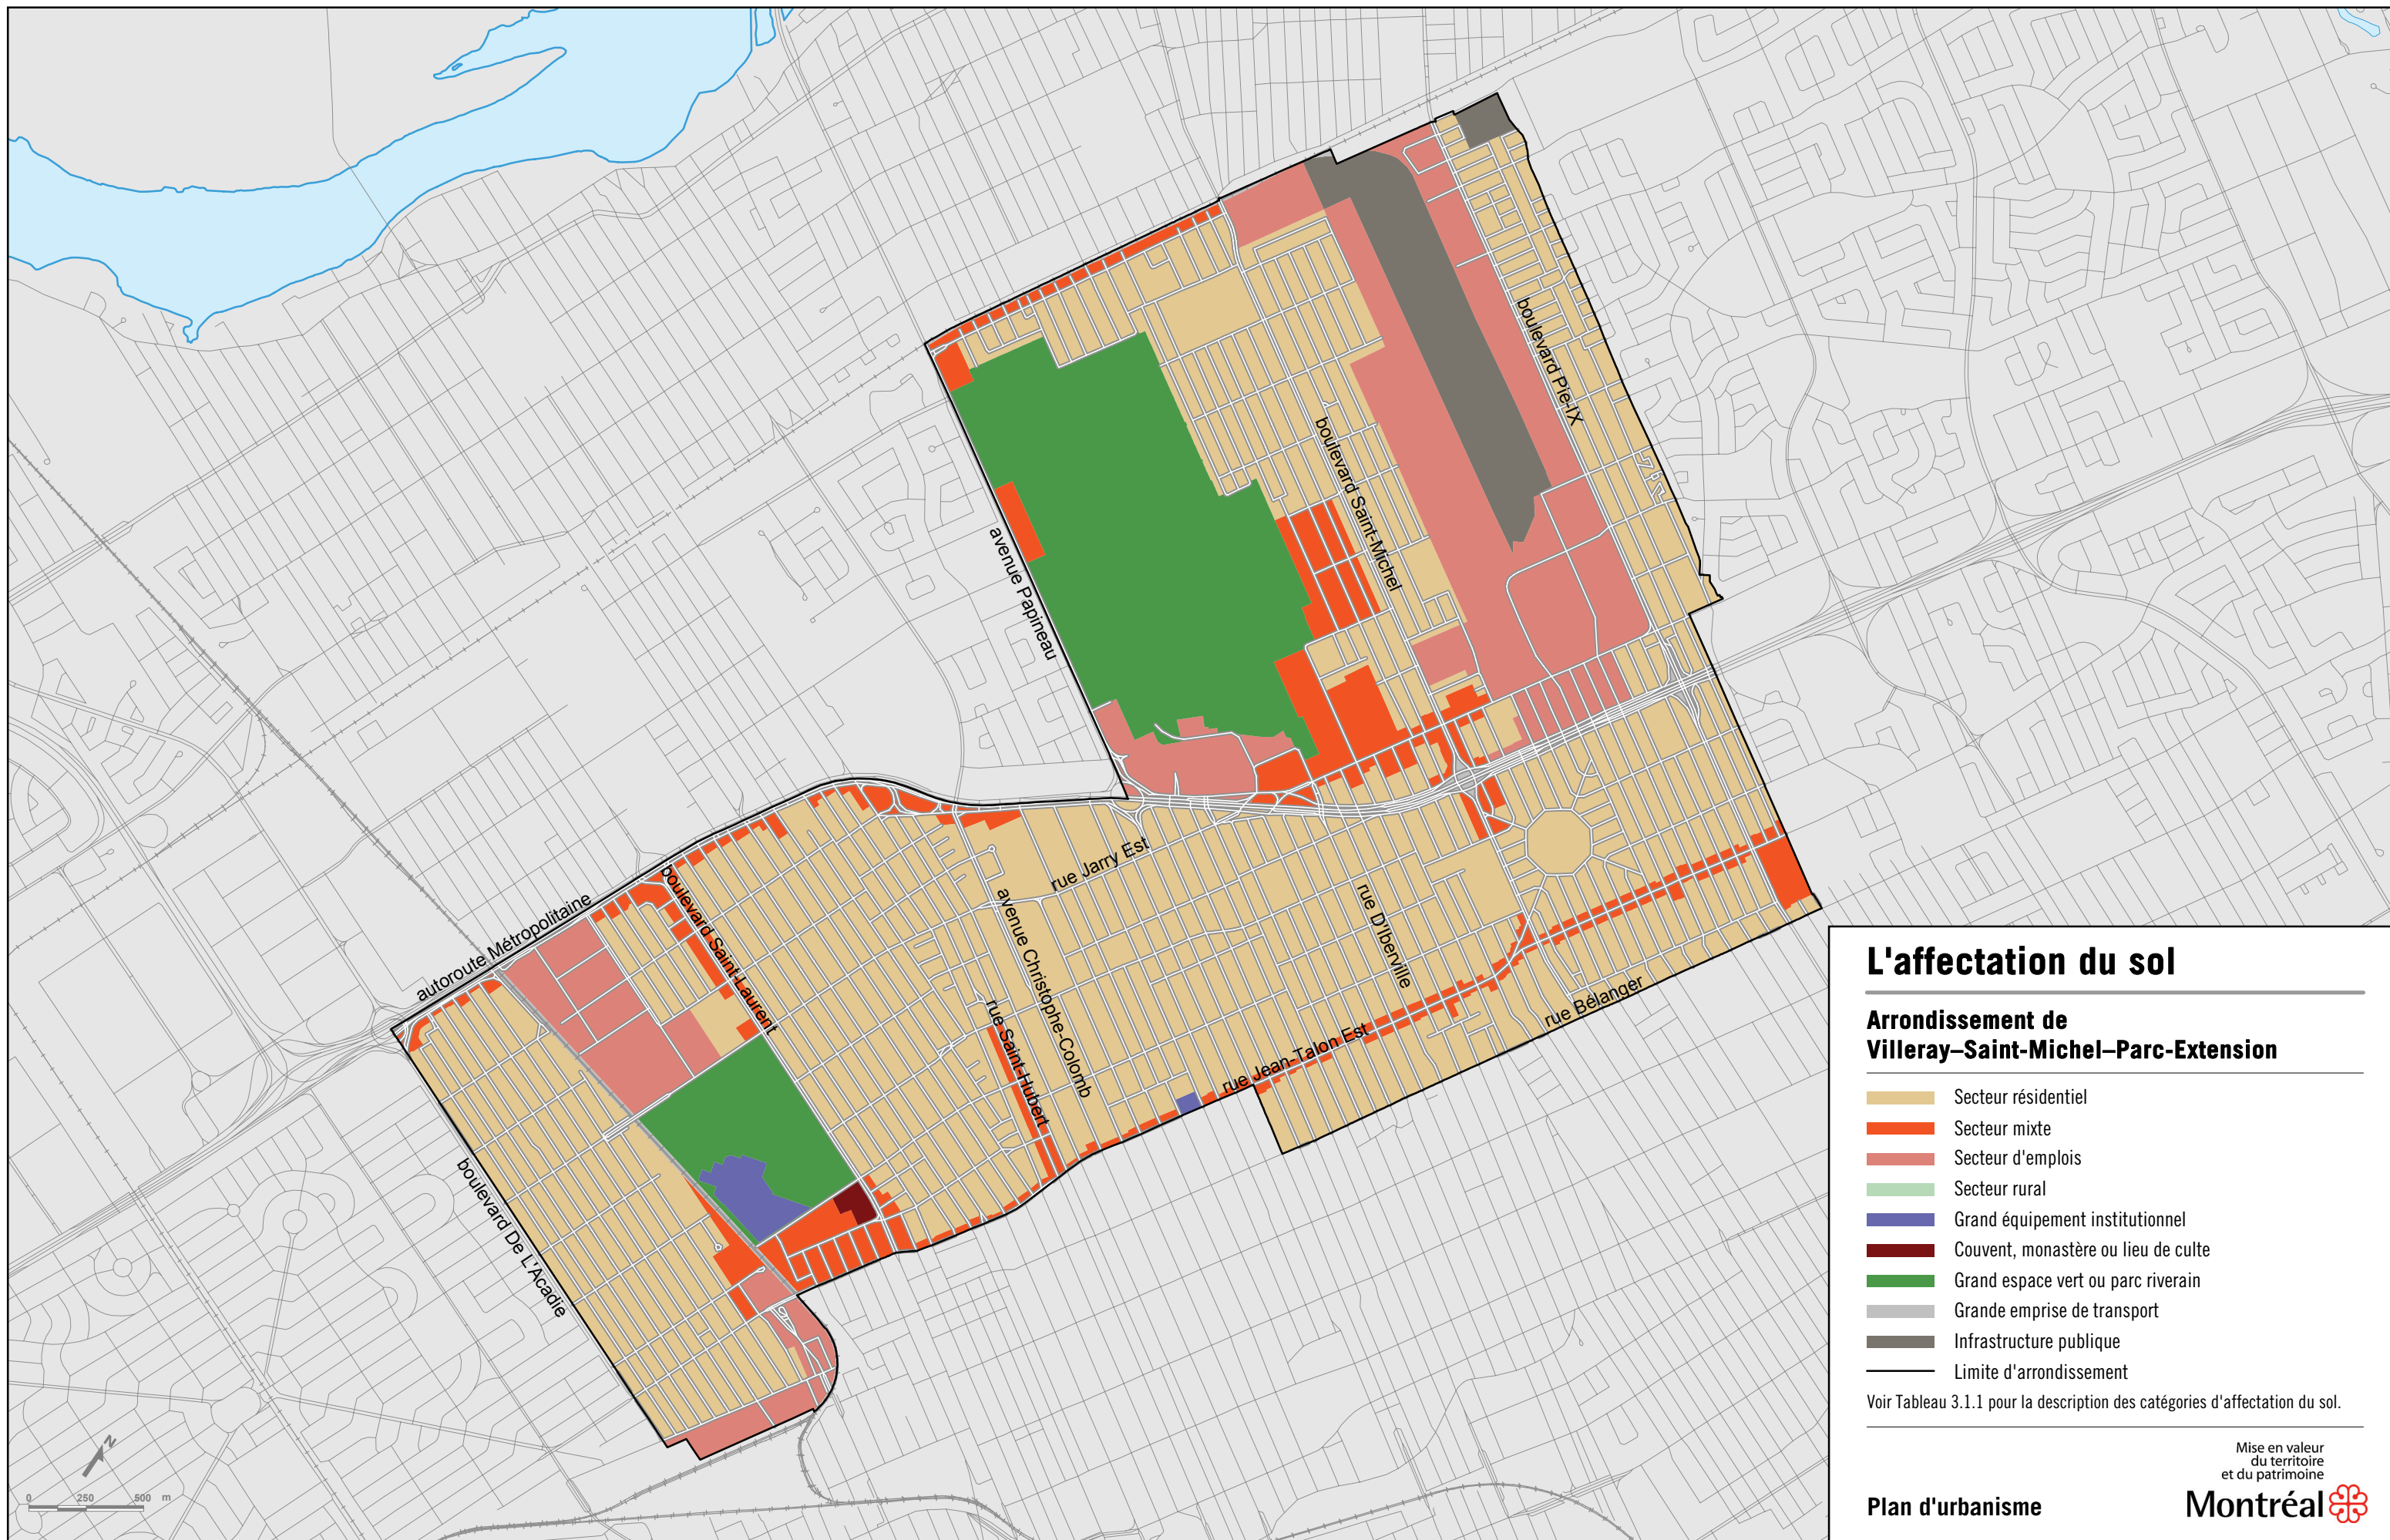 boulevard Pie-IX
boulevard Saint-Michel
avenue Papineau
rue Jarry Est
autoroute Métropolitaine
boulevard Saint-Laurent
avenue Christophe-Colomb
rue D'Iberville
rue Saint-Hubert
rue Jean-Talon Est
rue Bélanger
boulevard De L'Acadie
N
0 250 500 m
L'affectation du sol
Arrondissement de
Villeray–Saint-Michel–Parc-Extension
Secteur résidentiel
Secteur mixte
Secteur d'emplois
Secteur rural
Grand équipement institutionnel
Couvent, monastère ou lieu de culte
Grand espace vert ou parc riverain
Grande emprise de transport
Infrastructure publique
Limite d'arrondissement
Voir Tableau 3.1.1 pour la description des catégories d'affectation du sol.
Mise en valeur
du territoire
et du patrimoine
Plan d'urbanisme
Montréal